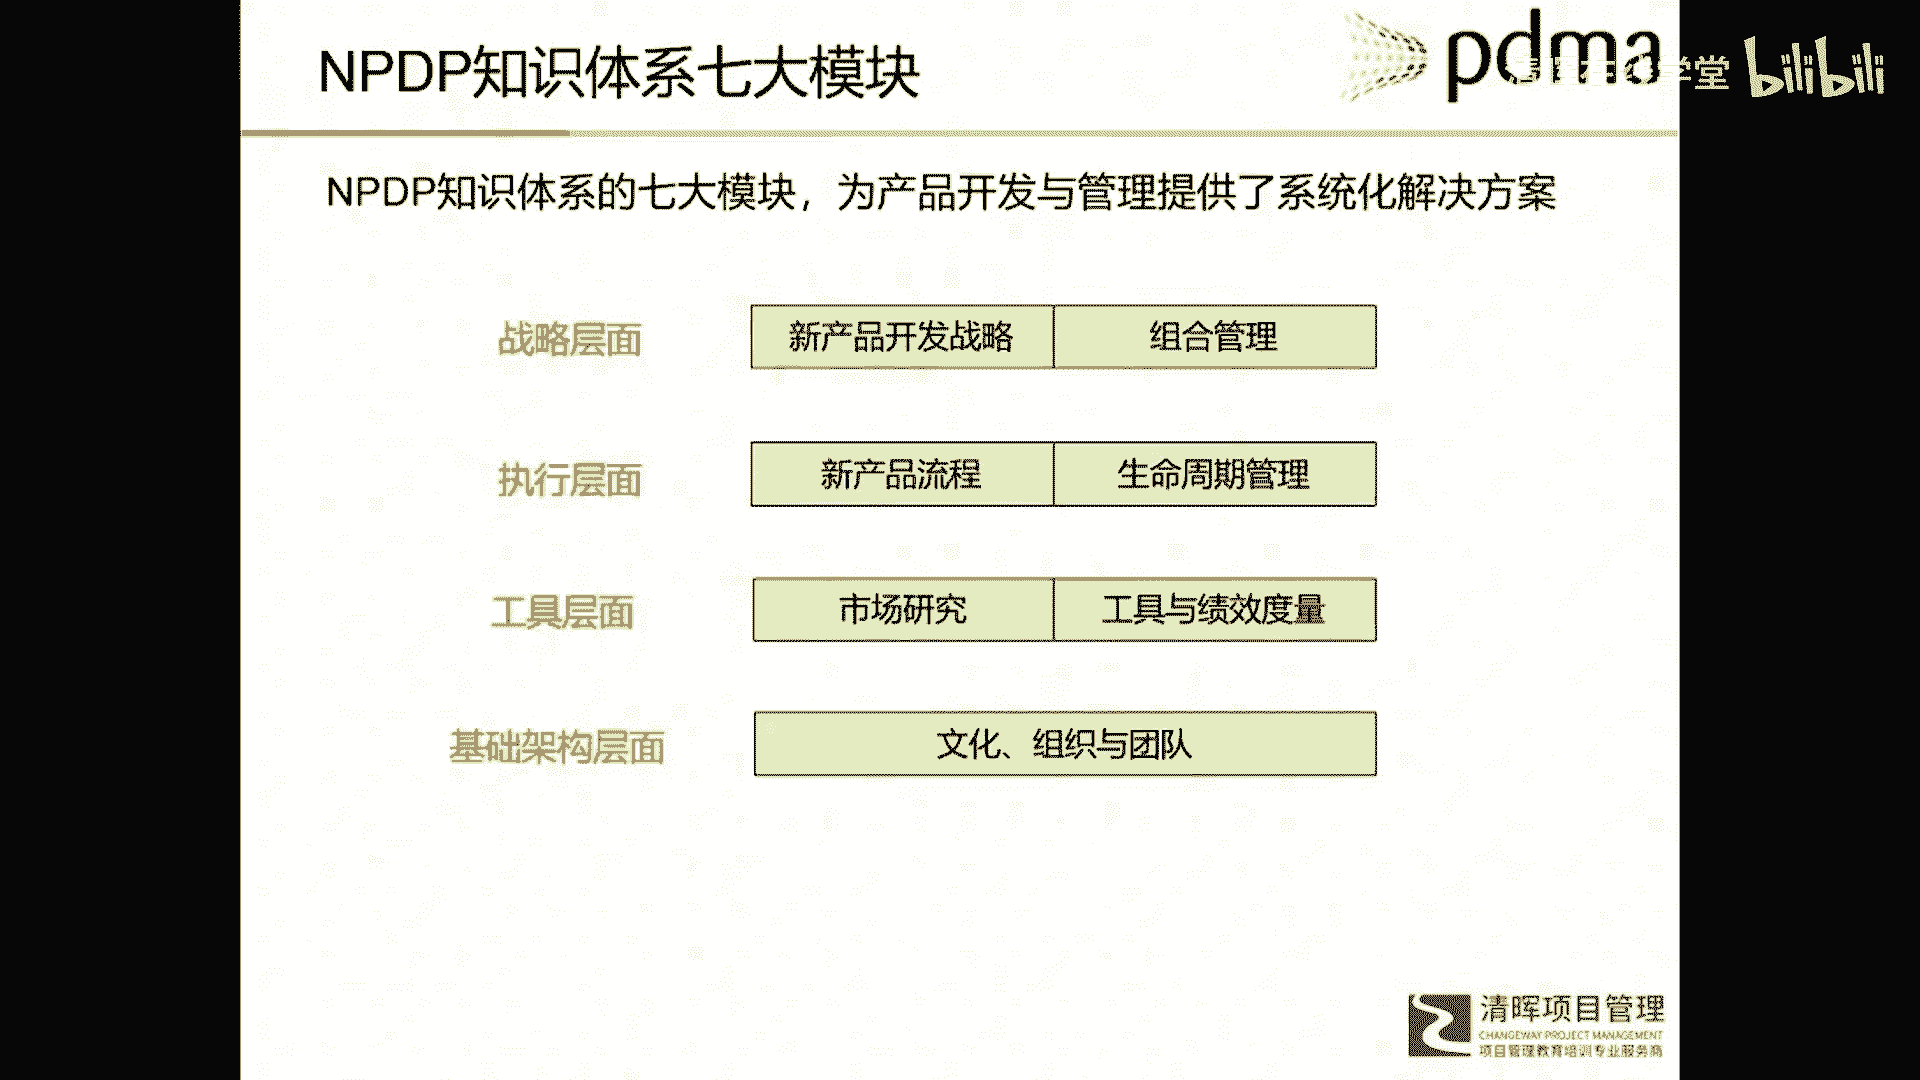 NPDP知识体系七大模块
pdma
学堂 bilibili
NPDP知识体系的七大模块，为产品开发与管理提供了系统化解决方案
战略层面 新产品开发战略 组合管理
执行层面 新产品流程 生命周期管理
工具层面 市场研究 工具与绩效度量
基础架构层面 文化、组织与团队
清晖项目管理
CHANGEWAY PROJECT MANAGEMENT
项目管理教育培训专业服务商